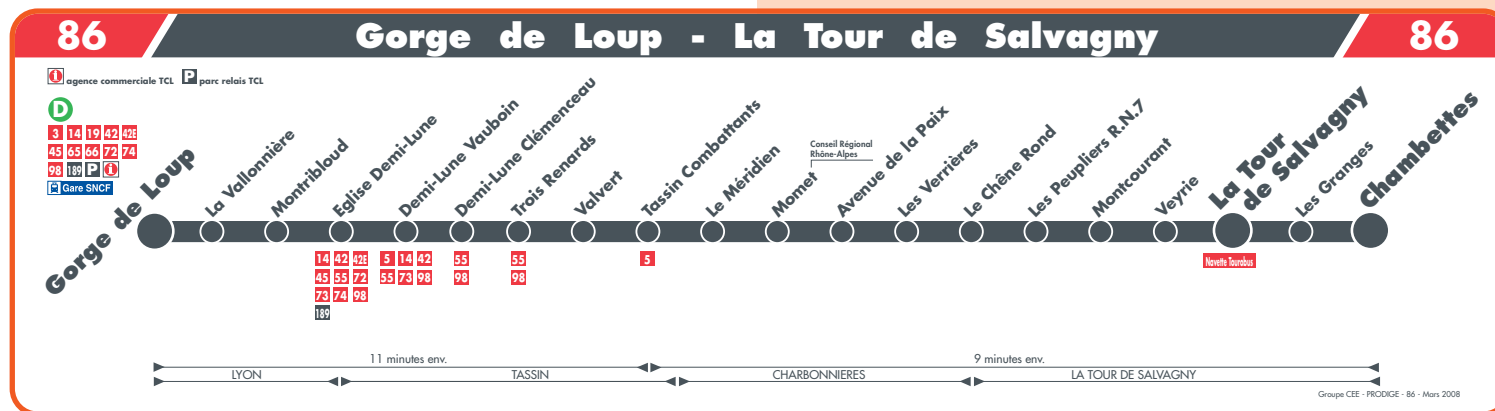 86
Gorge de Loup - La Tour de Salvagny
86
i agence commerciale TCL P parc relais TCL
D
3 14 19 42 42E
45 65 66 72 74
98 189 P i
Gare SNCF
Gorge de Loup
La Vallonnière
Montribloud
Eglise Demi-Lune
Demi-Lune Vauboin
Demi-Lune Clémenceau
Trois Renards
Valvert
Tassin Combattants
Le Méridien
Momet
Conseil Régional
Rhône-Alpes
Avenue de la Paix
Les Verrières
Le Chêne Rond
Les Peupliers R.N.7
Montcourant
Veyrie
La Tour
de Salvagny
Les Granges
Chambettes
14 42 42E
45 55 72
73 74 98
189
5 14 42
55 73 98
55
98
55
98
5
Navette Tourobus
11 minutes env.
9 minutes env.
LYON
TASSIN
CHARBONNIERES
LA TOUR DE SALVAGNY
Groupe CEE - PRODIGE - 86 - Mars 2008